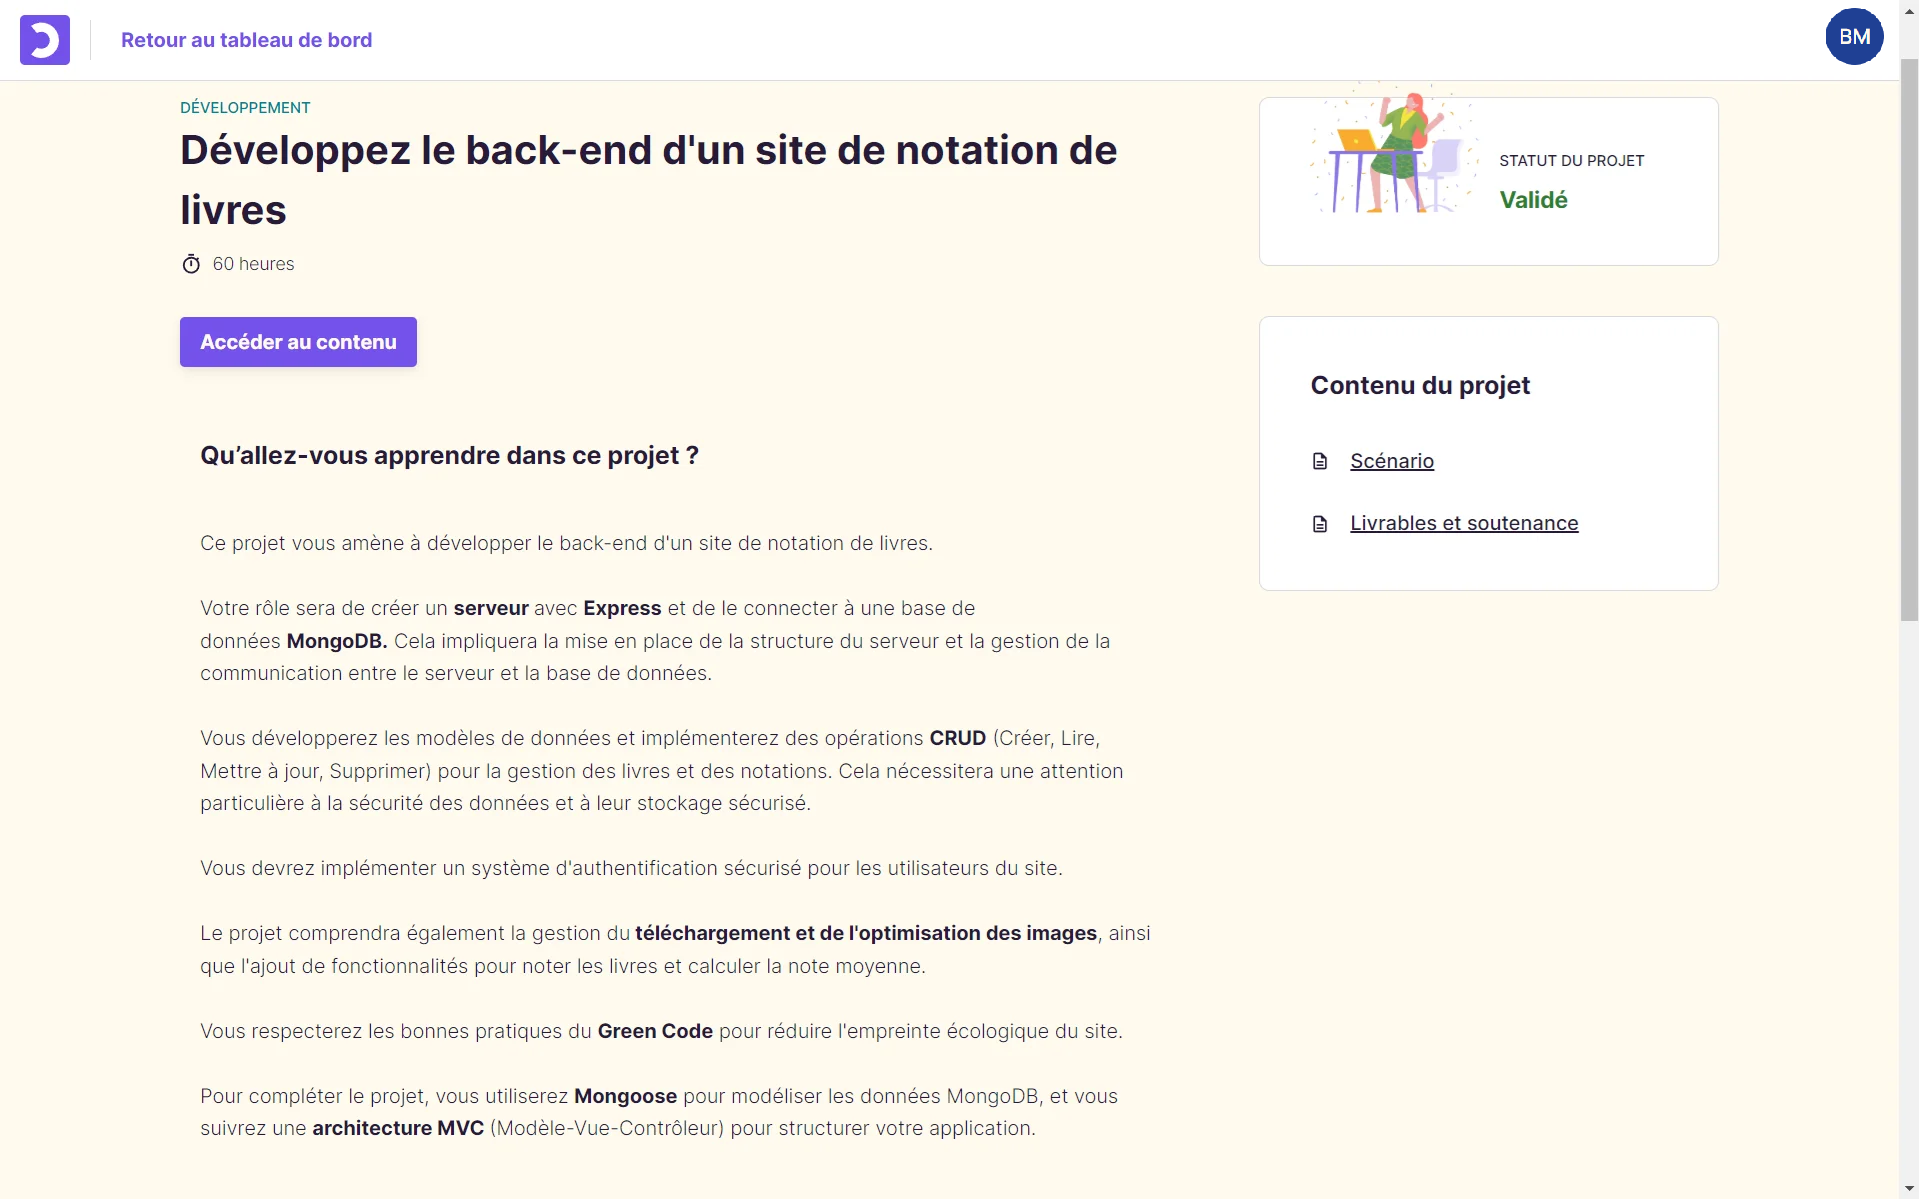 Retour au tableau de bord
BM
DÉVELOPPEMENT
Développez le back-end d'un site de notation de
livres
60 heures
Accéder au contenu
STATUT DU PROJET
Validé
Contenu du projet
Scénario
Livrables et soutenance
Qu’allez-vous apprendre dans ce projet ?
Ce projet vous amène à développer le back-end d'un site de notation de livres.
Votre rôle sera de créer un serveur avec Express et de le connecter à une base de
données MongoDB. Cela impliquera la mise en place de la structure du serveur et la gestion de la
communication entre le serveur et la base de données.
Vous développerez les modèles de données et implémenterez des opérations CRUD (Créer, Lire,
Mettre à jour, Supprimer) pour la gestion des livres et des notations. Cela nécessitera une attention
particulière à la sécurité des données et à leur stockage sécurisé.
Vous devrez implémenter un système d'authentification sécurisé pour les utilisateurs du site.
Le projet comprendra également la gestion du téléchargement et de l'optimisation des images, ainsi
que l'ajout de fonctionnalités pour noter les livres et calculer la note moyenne.
Vous respecterez les bonnes pratiques du Green Code pour réduire l'empreinte écologique du site.
Pour compléter le projet, vous utiliserez Mongoose pour modéliser les données MongoDB, et vous
suivrez une architecture MVC (Modèle-Vue-Contrôleur) pour structurer votre application.